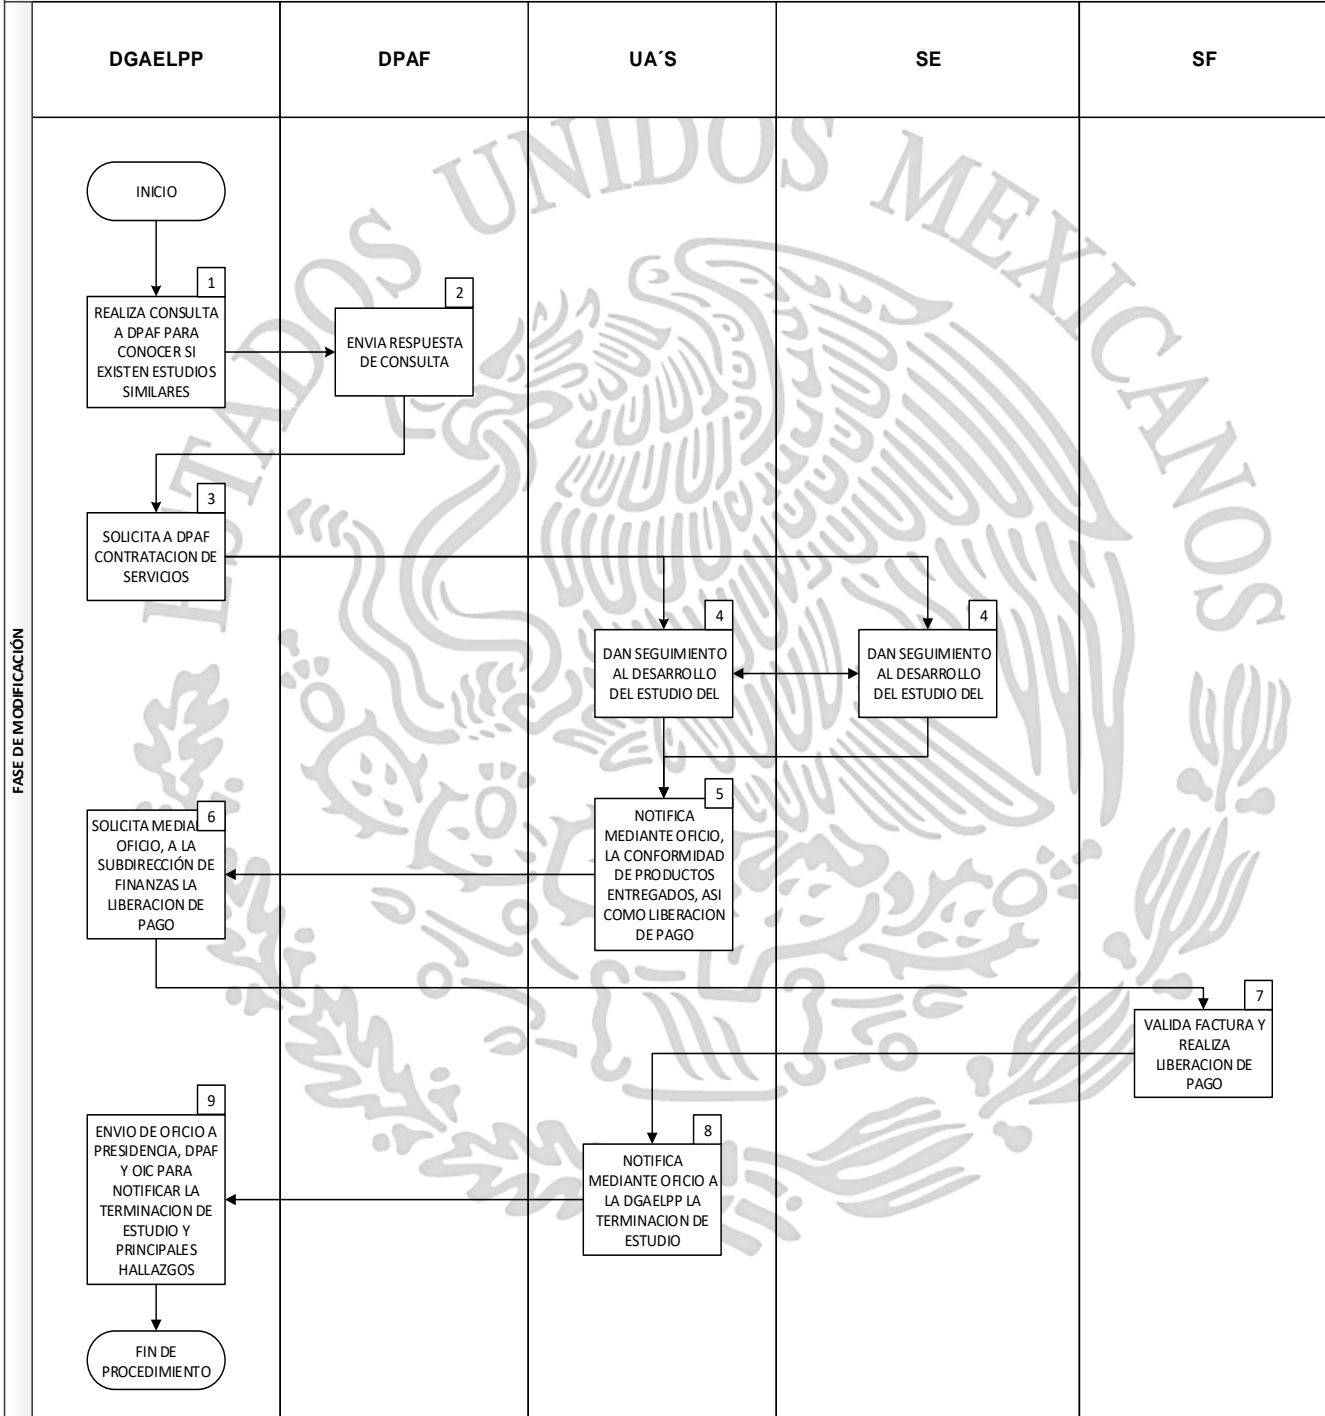 DGAELPP
DPAF
UA´S
SE
SF
FASE DE MODIFICACIÓN
ESTADOS UNIDOS MEXICANOS
INICIO
1
REALIZA CONSULTA
A DPAF PARA
CONOCER SI
EXISTEN ESTUDIOS
SIMILARES
2
ENVIA RESPUESTA
DE CONSULTA
3
SOLICITA A DPAF
CONTRATACION DE
SERVICIOS
4
DAN SEGUIMIENTO
AL DESARROLLO
DEL ESTUDIO DEL
4
DAN SEGUIMIENTO
AL DESARROLLO
DEL ESTUDIO DEL
5
NOTIFICA
MEDIANTE OFICIO,
LA CONFORMIDAD
DE PRODUCTOS
ENTREGADOS, ASI
COMO LIBERACION
DE PAGO
6
SOLICITA
OFICIO, A LA
SUBDIRECCIÓN DE
FINANZAS LA
LIBERACION DE
PAGO
7
VALIDA FACTURA Y
REALIZA
LIBERACION DE
PAGO
8
NOTIFICA
MEDIANTE OFICIO A
LA DGAELPP LA
TERMINACION DE
ESTUDIO
9
ENVIO DE OFICIO A
PRESIDENCIA, DPAF
Y OIC PARA
NOTIFICAR LA
TERMINACION DE
ESTUDIO Y
PRINCIPALES
HALLAZGOS
FIN DE
PROCEDIMIENTO